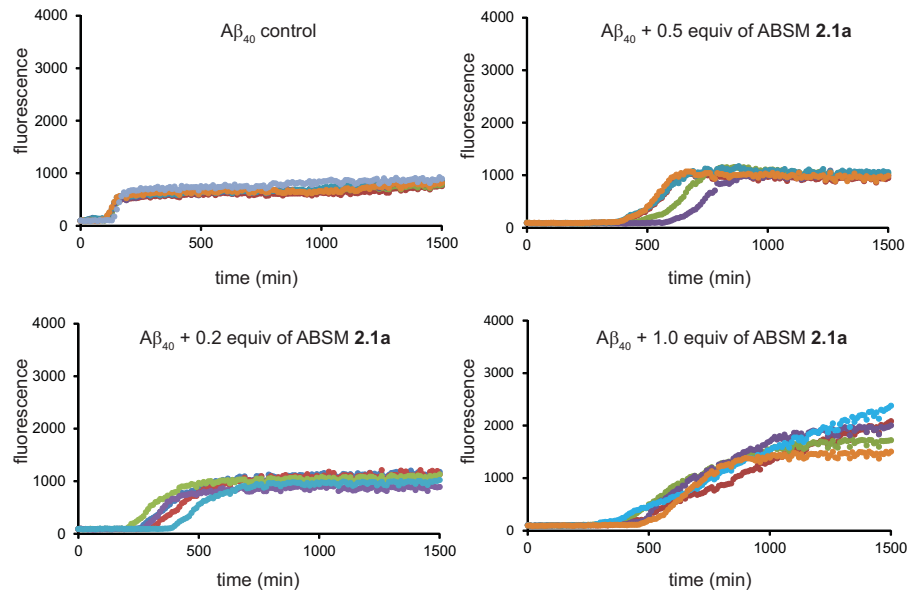 Aβ40 control
fluorescence
4000
3000
2000
1000
0
0 500 1000 1500
time (min)
Aβ40 + 0.5 equiv of ABSM 2.1a
fluorescence
4000
3000
2000
1000
0
0 500 1000 1500
time (min)
Aβ40 + 0.2 equiv of ABSM 2.1a
fluorescence
4000
3000
2000
1000
0
0 500 1000 1500
time (min)
Aβ40 + 1.0 equiv of ABSM 2.1a
fluorescence
4000
3000
2000
1000
0
0 500 1000 1500
time (min)